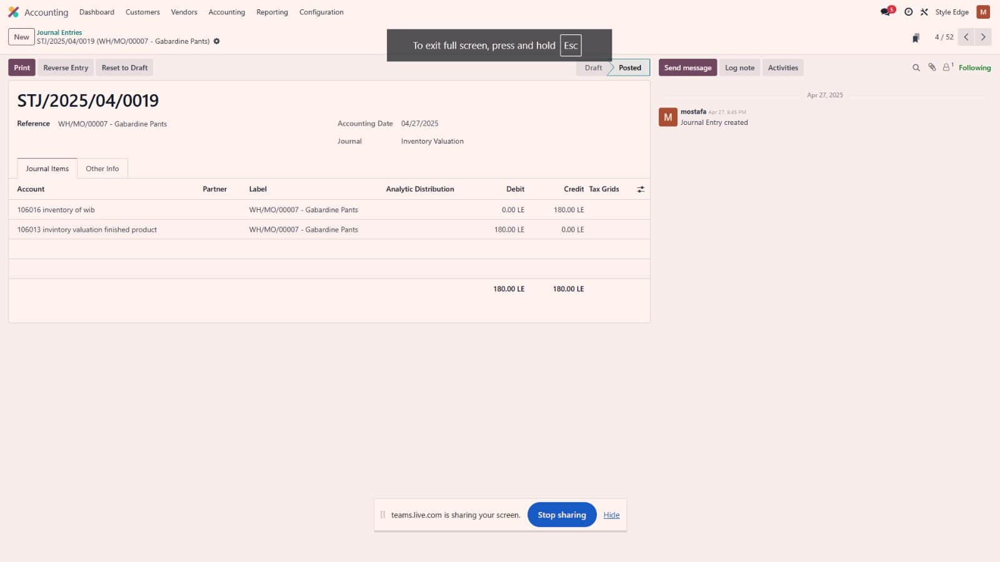 Accounting Dashboard Customers Vendors Accounting Reporting Configuration 5 Style Edge M
New Journal Entries
STJ/2025/04/0019 (WH/MO/00007 - Gabardine Pants)
To exit full screen, press and hold Esc
4 / 52
Print Reverse Entry Reset to Draft Draft Posted Send message Log note Activities 1 Following
STJ/2025/04/0019
Apr 27, 2025
M mostafa Apr 27, 9:45 PM
Journal Entry created
Reference WH/MO/00007 - Gabardine Pants Accounting Date 04/27/2025
Journal Inventory Valuation
Journal Items Other Info
Account Partner Label Analytic Distribution Debit Credit Tax Grids
106016 inventory of wib WH/MO/00007 - Gabardine Pants 0.00 LE 180.00 LE
106013 invintory valuation finished product WH/MO/00007 - Gabardine Pants 180.00 LE 0.00 LE
180.00 LE 180.00 LE
teams.live.com is sharing your screen. Stop sharing Hide